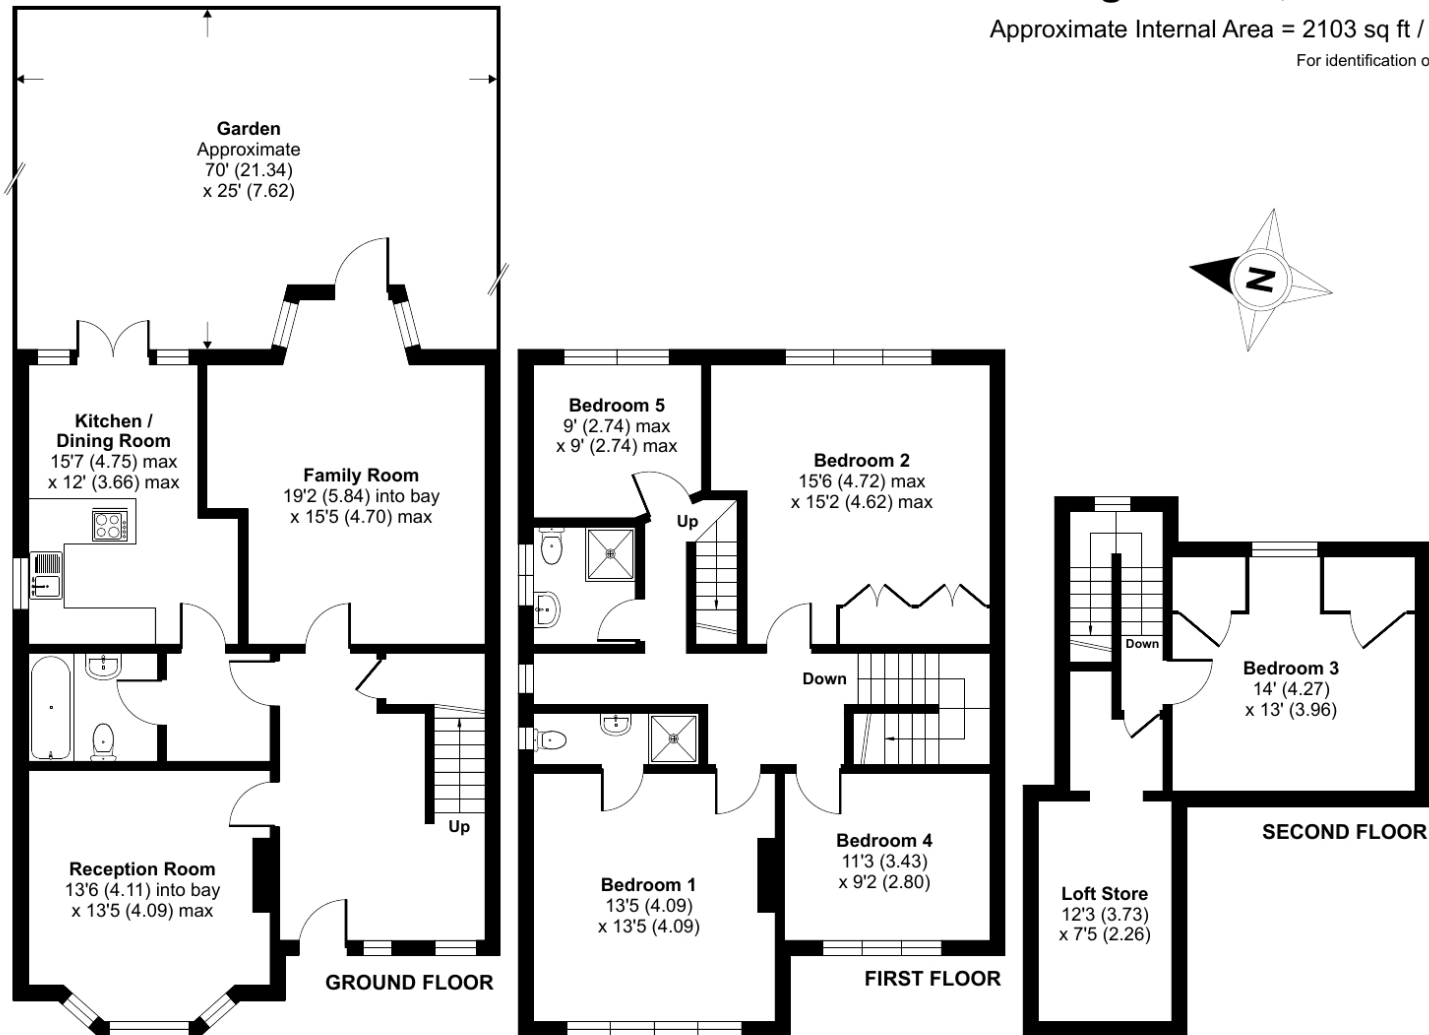 Approximate Internal Area = 2103 sq ft /
For identification o
Garden
Approximate
70' (21.34)
x 25' (7.62)
N
Kitchen /
Dining Room
15'7 (4.75) max
x 12' (3.66) max
Family Room
19'2 (5.84) into bay
x 15'5 (4.70) max
Up
Reception Room
13'6 (4.11) into bay
x 13'5 (4.09) max
GROUND FLOOR
Bedroom 5
9' (2.74) max
x 9' (2.74) max
Bedroom 2
15'6 (4.72) max
x 15'2 (4.62) max
Up
Down
Bedroom 1
13'5 (4.09)
x 13'5 (4.09)
Bedroom 4
11'3 (3.43)
x 9'2 (2.80)
FIRST FLOOR
Down
Bedroom 3
14' (4.27)
x 13' (3.96)
Loft Store
12'3 (3.73)
x 7'5 (2.26)
SECOND FLOOR